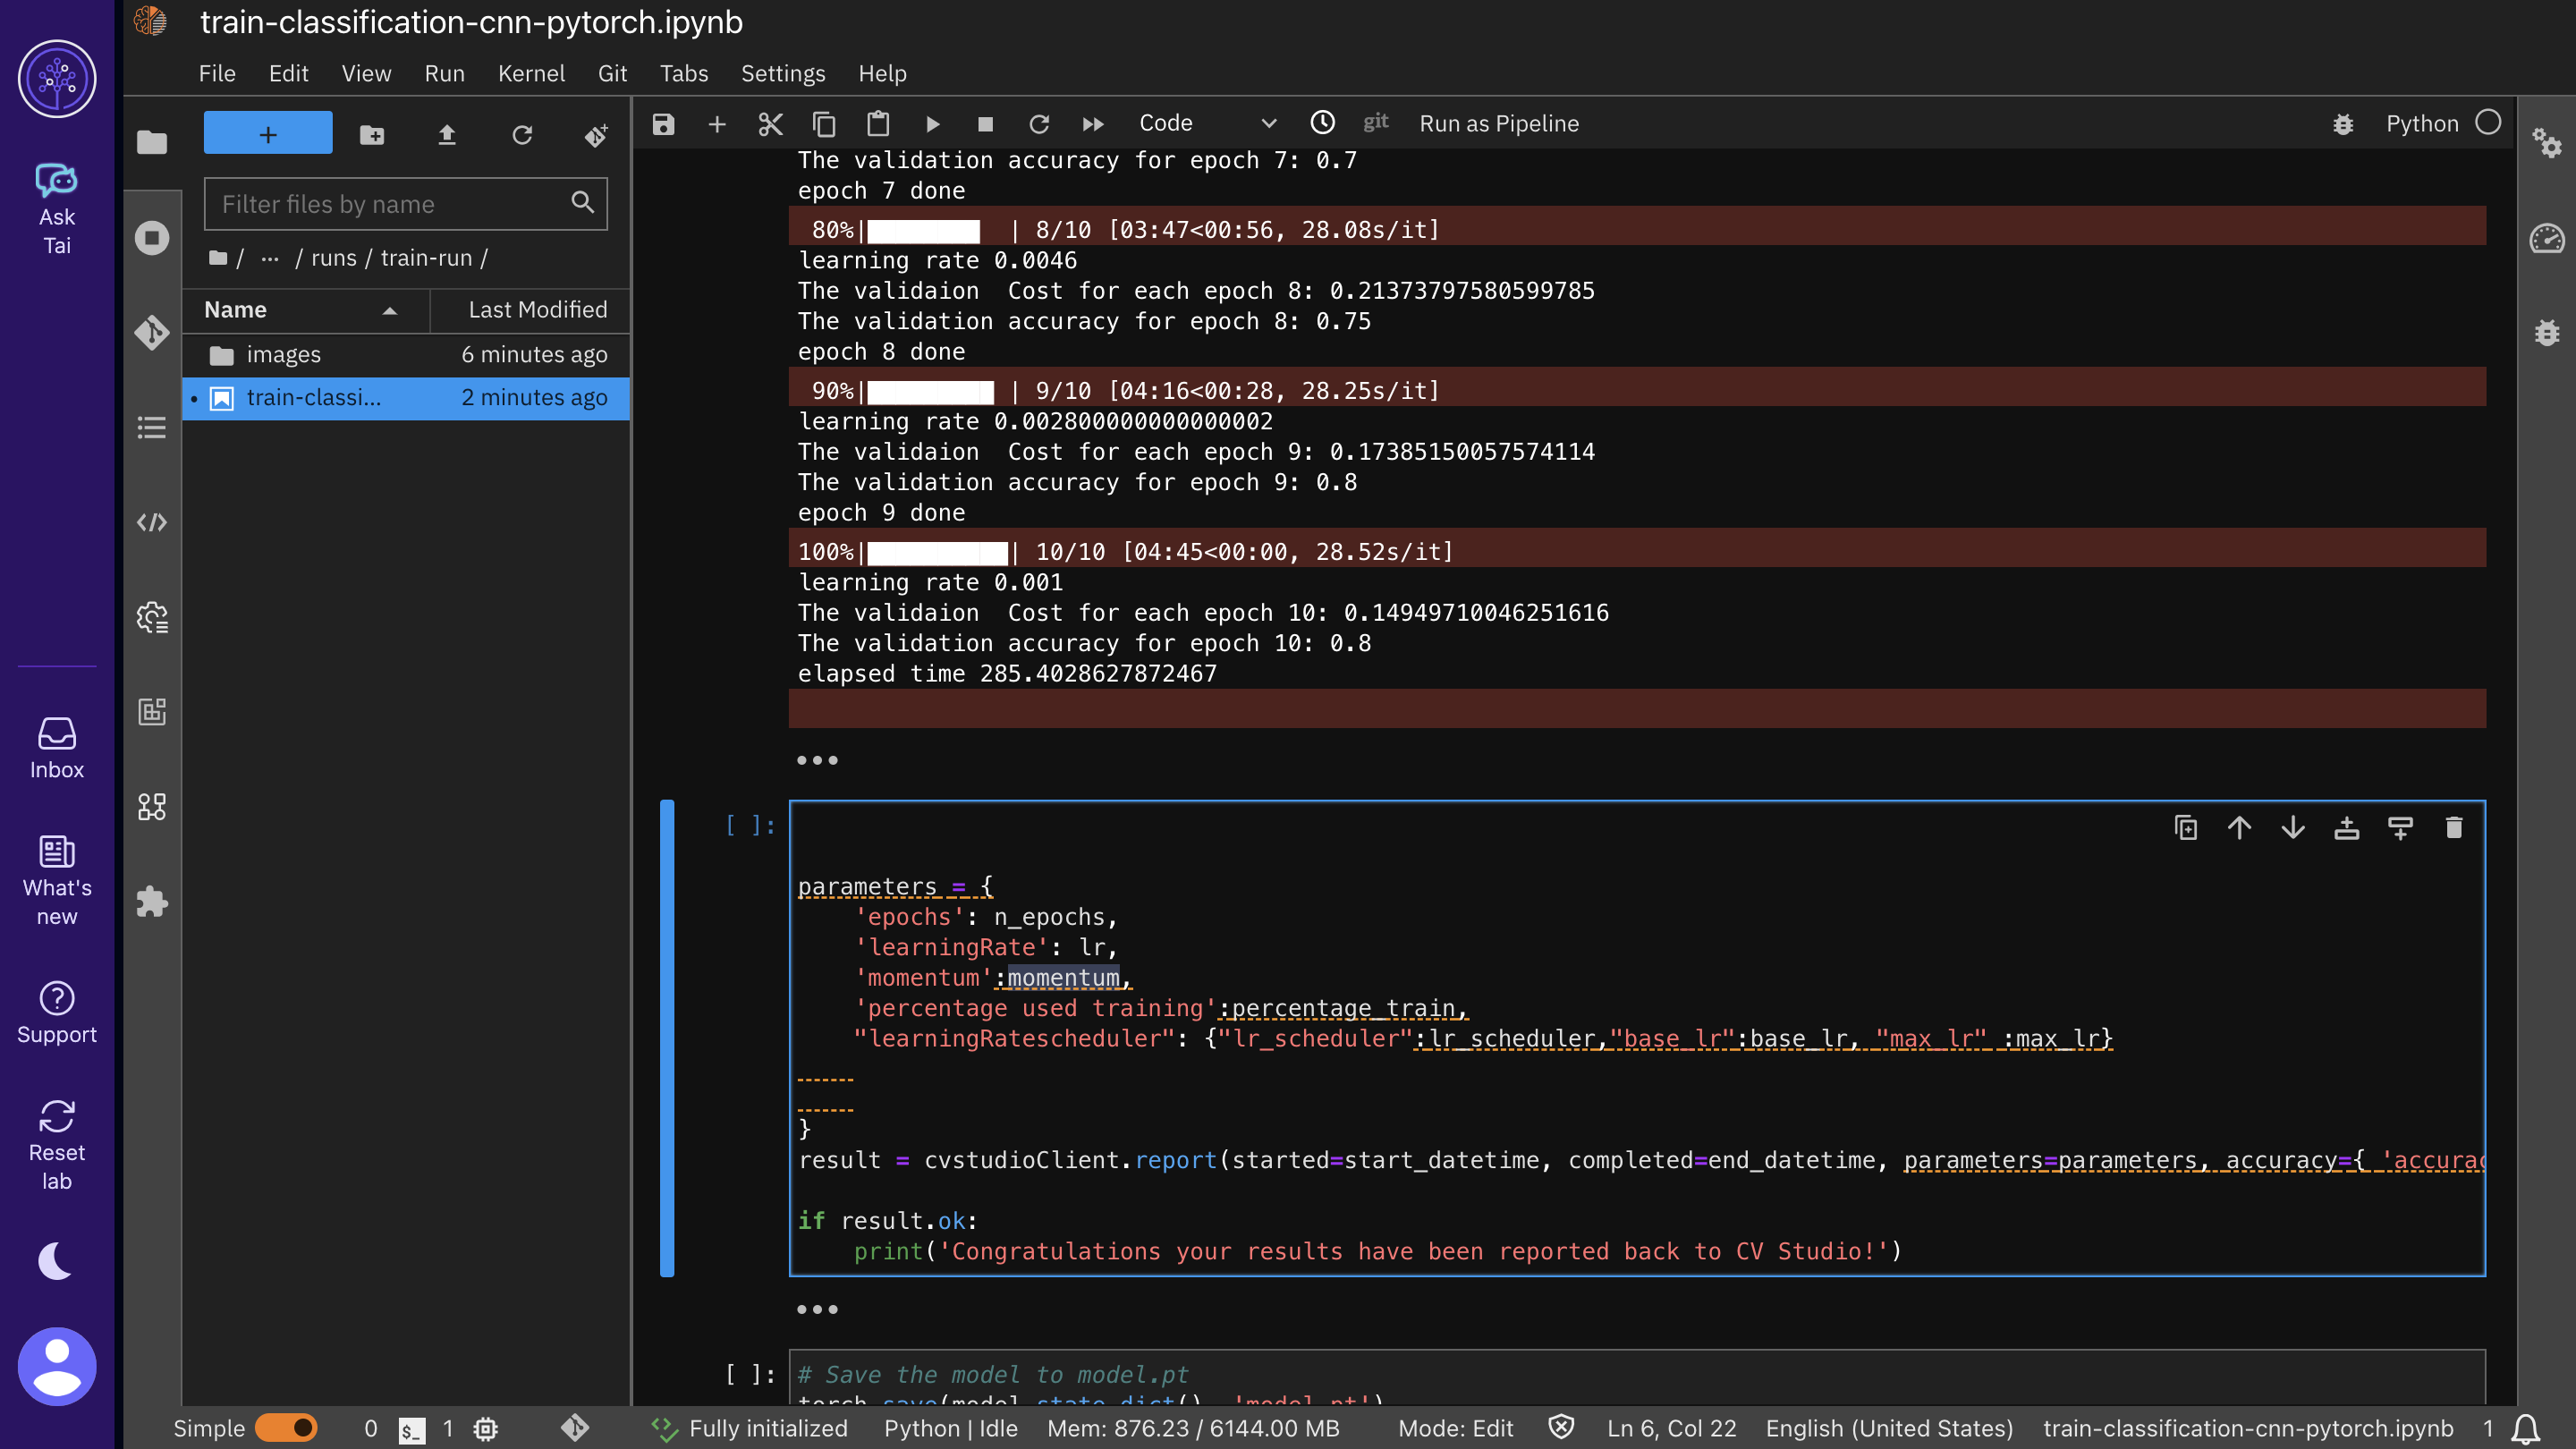 train-classification-cnn-pytorch.ipynb
File Edit View Run Kernel Git Tabs Settings Help
Ask
Tai
Inbox
What's
new
Support
Reset
lab
+
Filter files by name
/ ... / runs / train-run /
Name Last Modified
images 6 minutes ago
• train-classi... 2 minutes ago
Code git Run as Pipeline Python
The validation accuracy for epoch 7: 0.7
epoch 7 done
80%|████████  | 8/10 [03:47<00:56, 28.08s/it]
learning rate 0.0046
The validaion  Cost for each epoch 8: 0.21373797580599785
The validation accuracy for epoch 8: 0.75
epoch 8 done
90%|█████████ | 9/10 [04:16<00:28, 28.25s/it]
learning rate 0.002800000000000002
The validaion  Cost for each epoch 9: 0.17385150057574114
The validation accuracy for epoch 9: 0.8
epoch 9 done
100%|██████████| 10/10 [04:45<00:00, 28.52s/it]
learning rate 0.001
The validaion  Cost for each epoch 10: 0.14949710046251616
The validation accuracy for epoch 10: 0.8
elapsed time 285.4028627872467
[ ]:
parameters = {
    'epochs': n_epochs,
    'learningRate': lr,
    'momentum':momentum,
    'percentage used training':percentage_train,
    "learningRatescheduler": {"lr_scheduler":lr_scheduler,"base_lr":base_lr, "max_lr" :max_lr}
}
result = cvstudioClient.report(started=start_datetime, completed=end_datetime, parameters=parameters, accuracy={ 'accurac
if result.ok:
    print('Congratulations your results have been reported back to CV Studio!')
[ ]: # Save the model to model.pt
torch.save(model.state_dict(), 'model.pt')
Simple 0 $_ 1 Fully initialized Python | Idle Mem: 876.23 / 6144.00 MB Mode: Edit Ln 6, Col 22 English (United States) train-classification-cnn-pytorch.ipynb 1